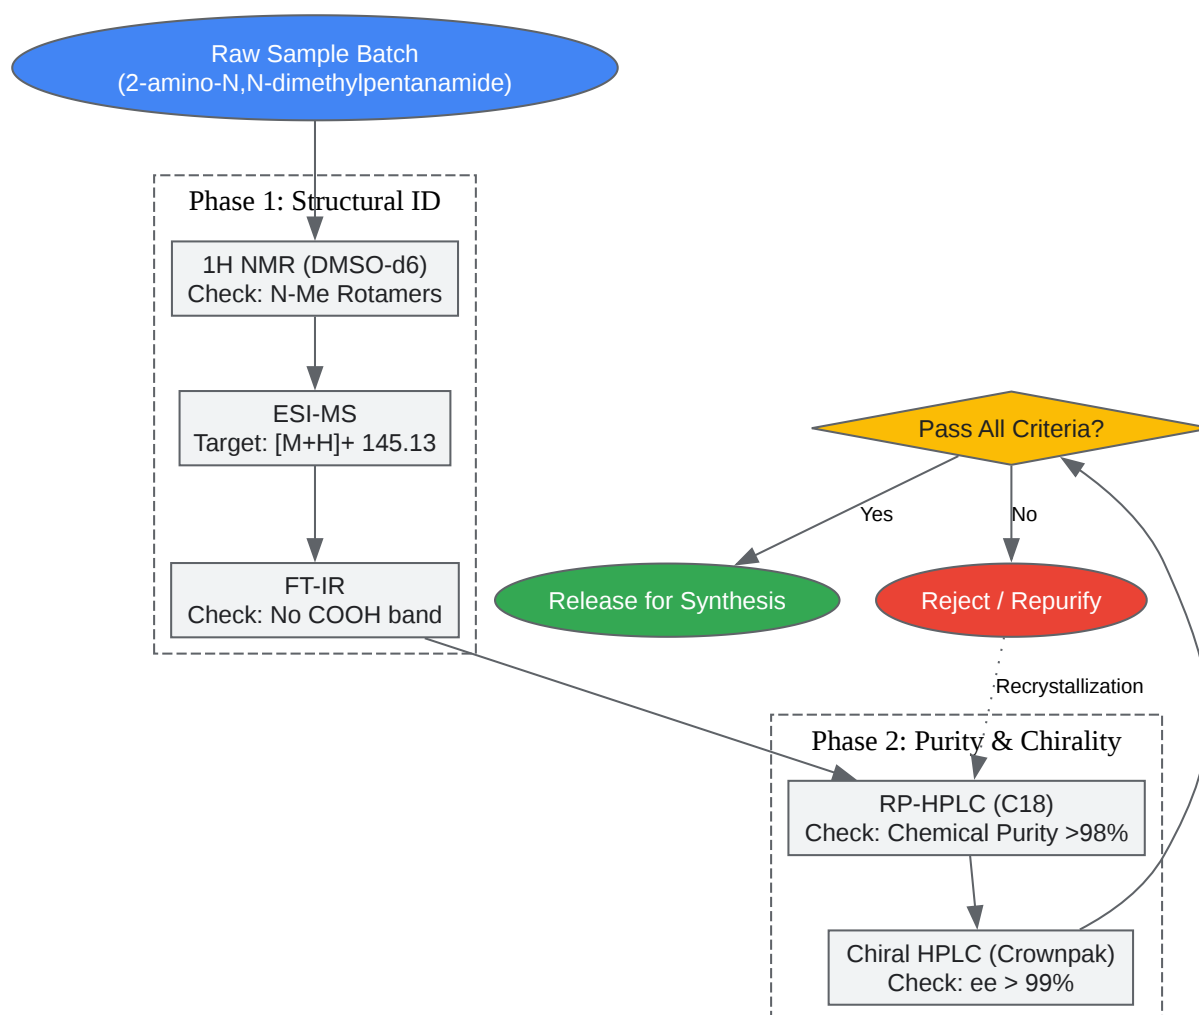 Raw Sample Batch
(2-amino-N,N-dimethylpentanamide)
Phase 1: Structural ID
1H NMR (DMSO-d6)
Check: N-Me Rotamers
ESI-MS
Target: [M+H]+ 145.13
FT-IR
Check: No COOH band
Pass All Criteria?
Yes
No
Release for Synthesis
Reject / Repurify
Recrystallization
Phase 2: Purity & Chirality
RP-HPLC (C18)
Check: Chemical Purity >98%
Chiral HPLC (Crownpak)
Check: ee > 99%